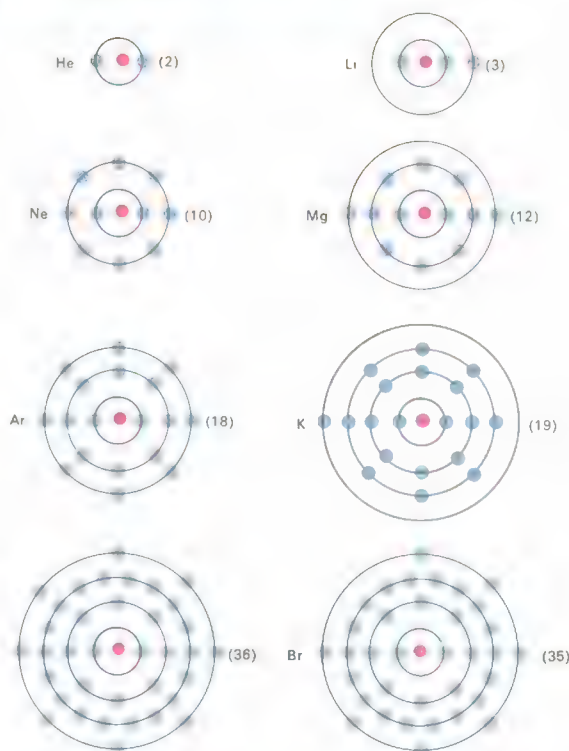 He (2)
Li (3)
Ne (10)
Mg (12)
Ar (18)
K (19)
(36)
Br (35)